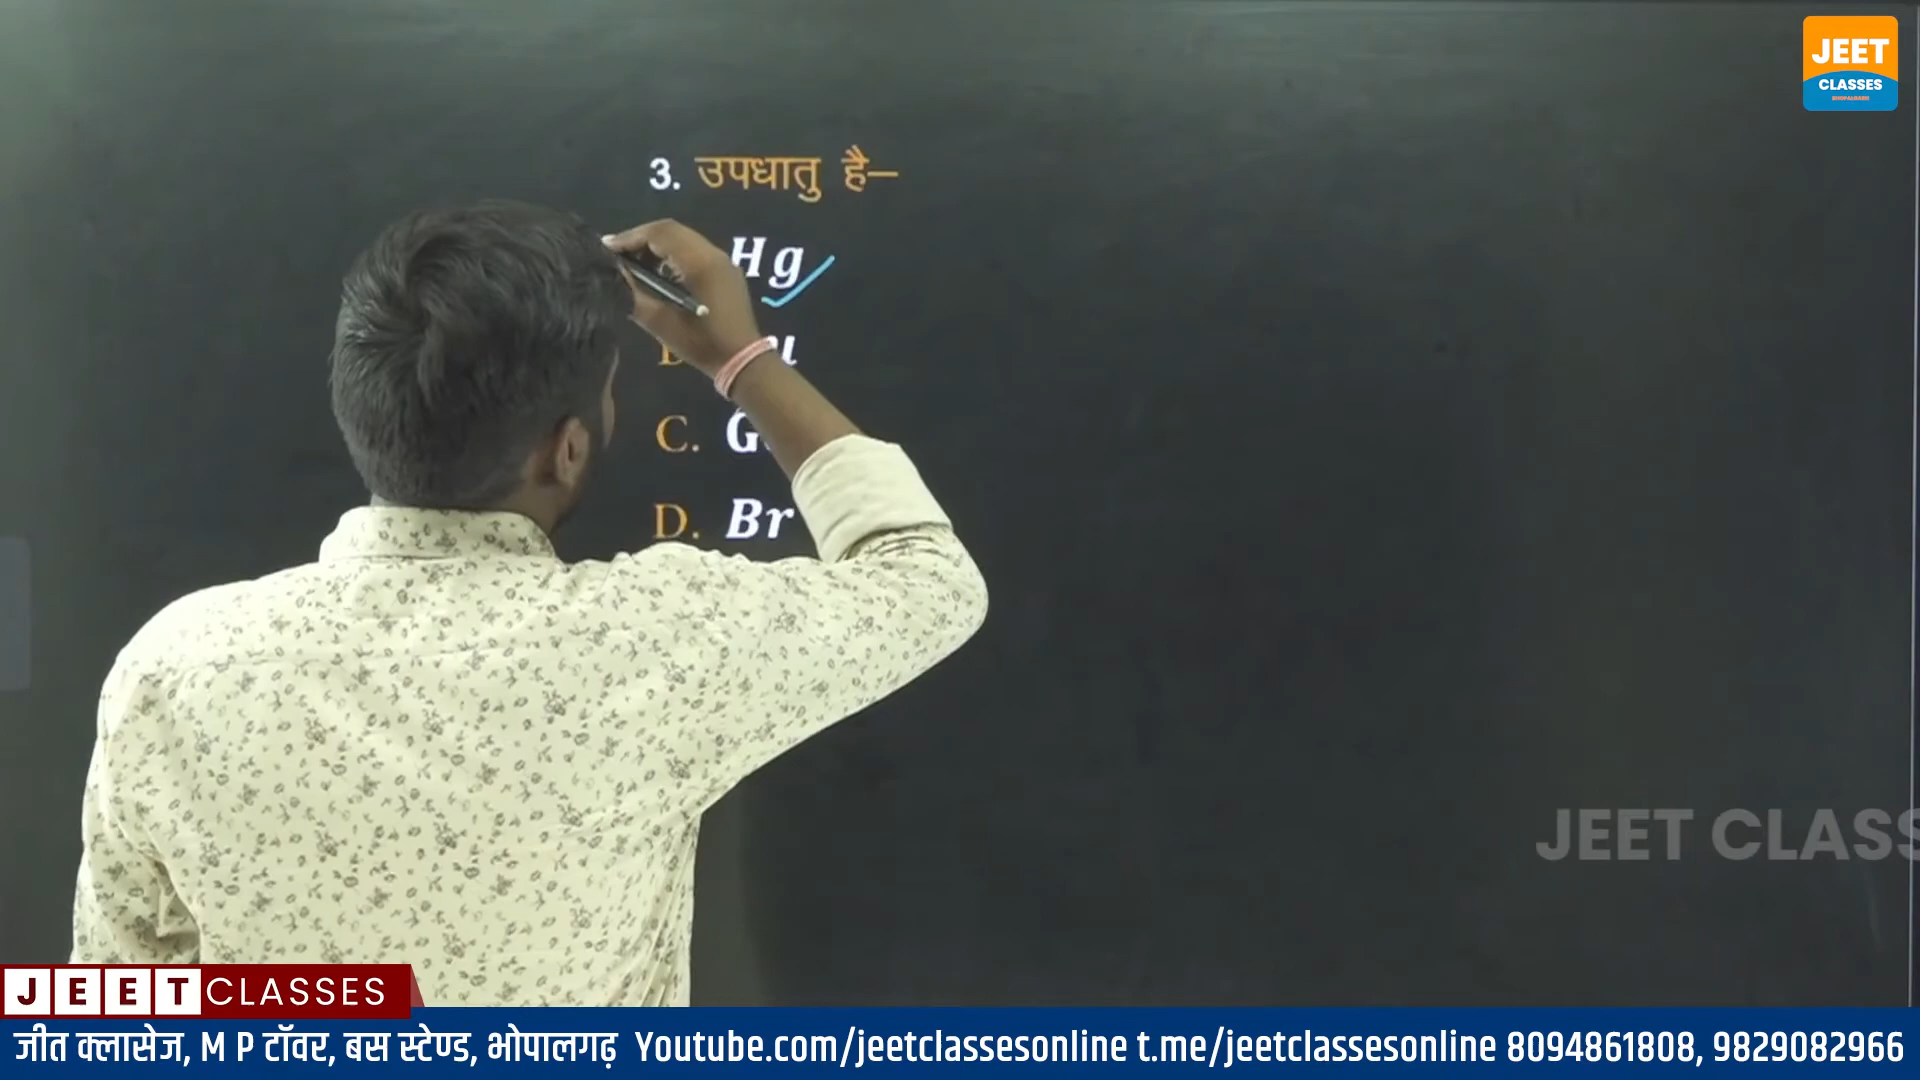 JEET
CLASSES
3. उपधातु है–
Hg
C. G
D. Br
JEET CLASS
JEET CLASSES
जीत क्लासेज, M P टॉवर, बस स्टेण्ड, भोपालगढ़ Youtube.com/jeetclassesonline t.me/jeetclassesonline 8094861808, 9829082966